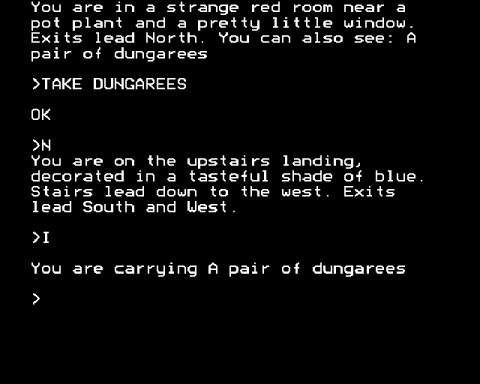 You are in a strange red room near a
pot plant and a pretty little window.
Exits lead North. You can also see: A
pair of dungarees
>TAKE DUNGAREES
OK
>N
You are on the upstairs landing,
decorated in a tasteful shade of blue.
Stairs lead down to the west. Exits
lead South and West.
>I
You are carrying A pair of dungarees
>